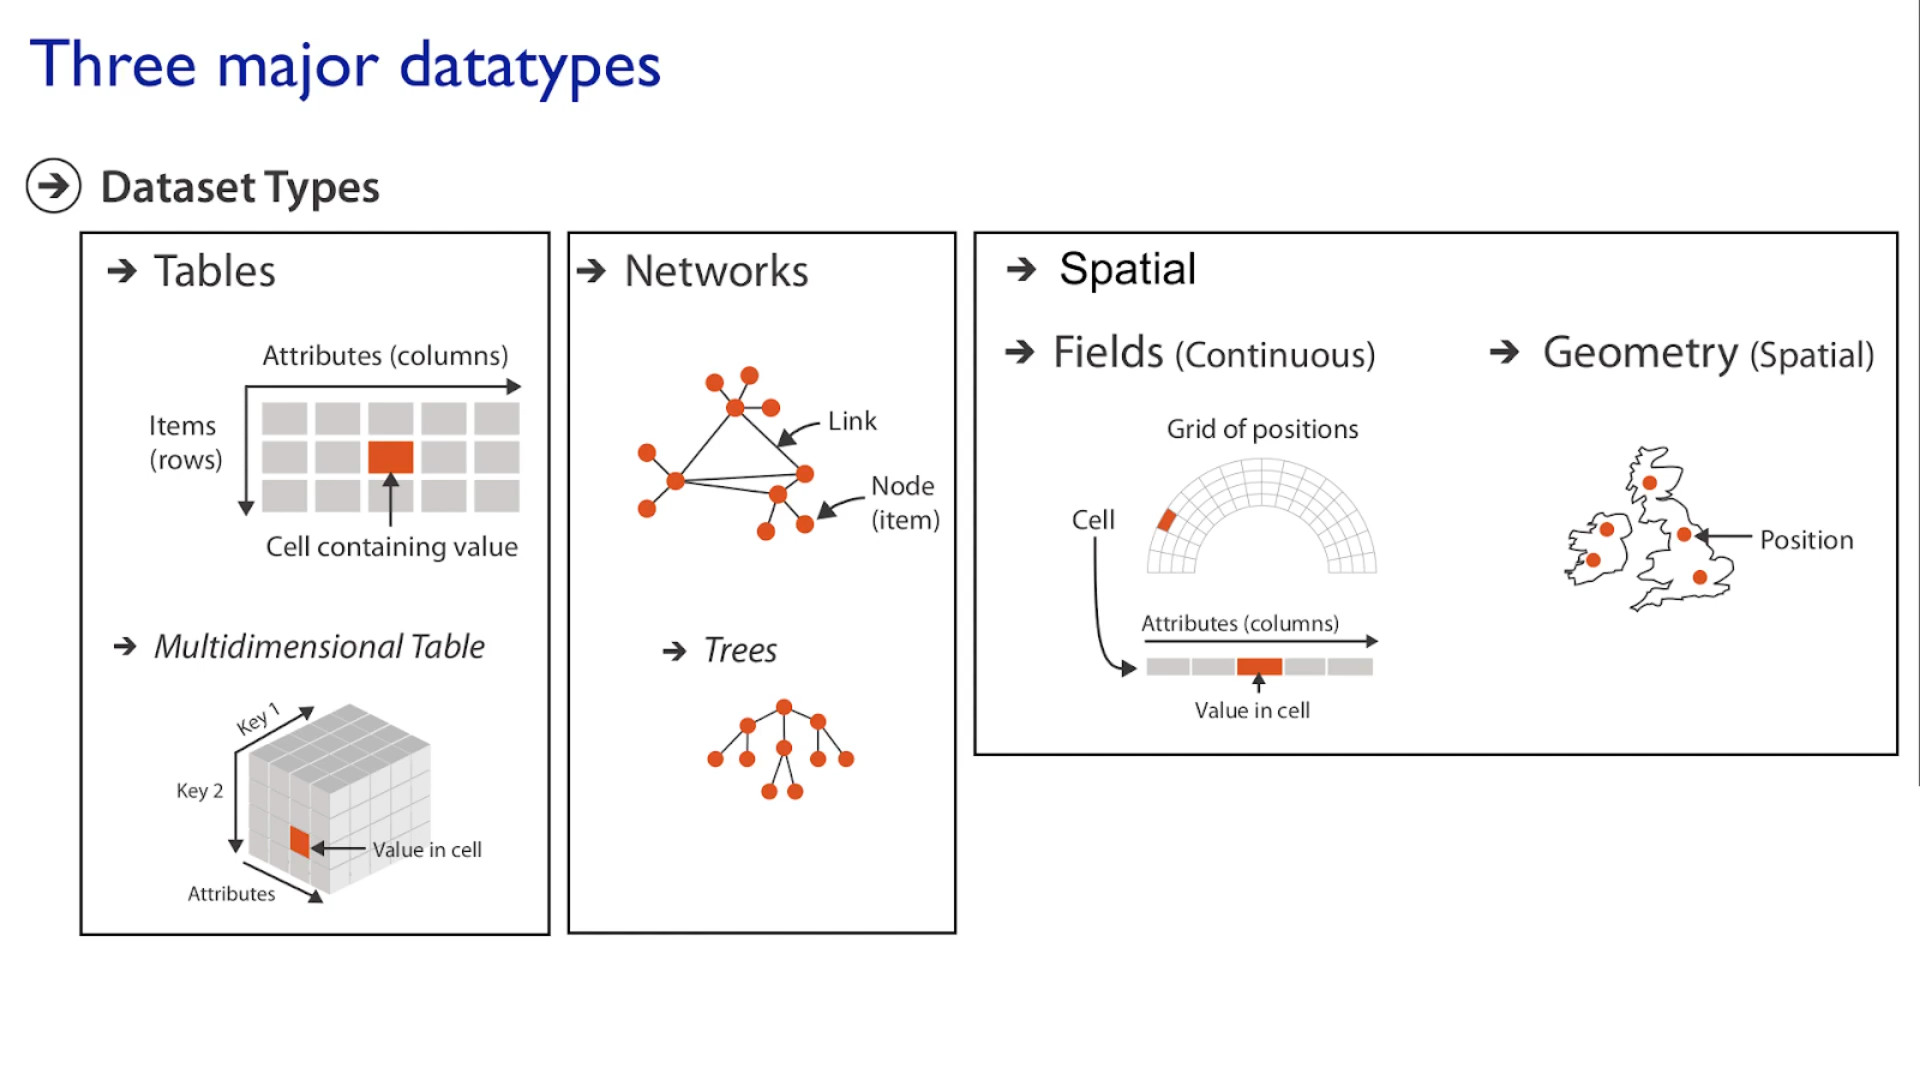 Three major datatypes
Dataset Types
Tables
Attributes (columns)
Items
(rows)
Cell containing value
Multidimensional Table
Key 1
Key 2
Value in cell
Attributes
Networks
Link
Node
(item)
Trees
Spatial
Fields (Continuous)
Grid of positions
Cell
Attributes (columns)
Value in cell
Geometry (Spatial)
Position